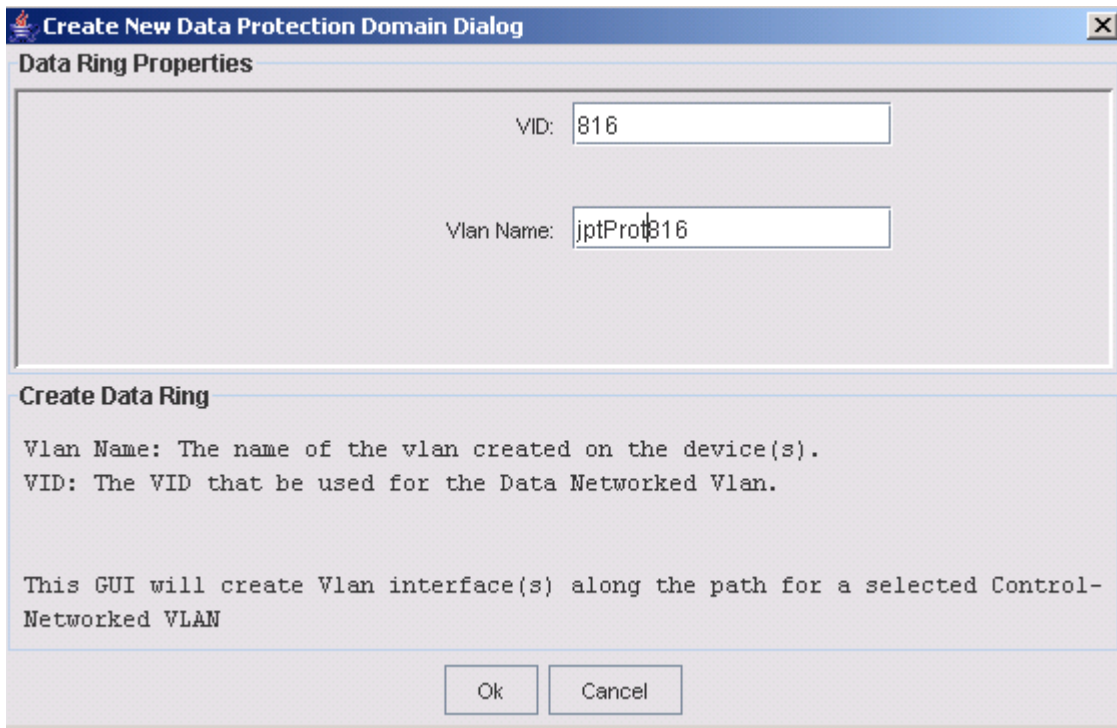 Create New Data Protection Domain Dialog
Data Ring Properties
VID: 816
Vlan Name: jptProt816
Create Data Ring
Vlan Name: The name of the vlan created on the device(s).
VID: The VID that be used for the Data Networked Vlan.
This GUI will create Vlan interface(s) along the path for a selected Control-
Networked VLAN
Ok Cancel